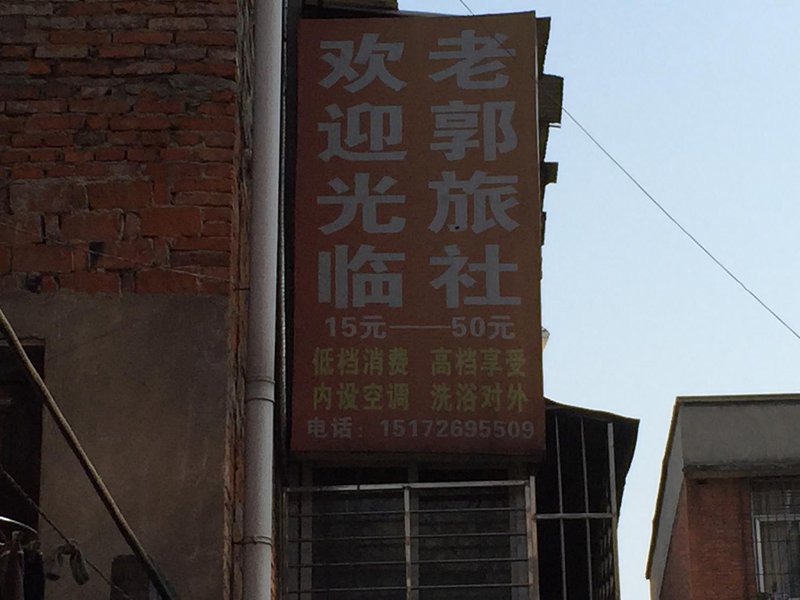 老郭旅社
欢迎光临
15元——50元
低档消费 高档享受
内设空调 洗浴对外
电话：15172695509